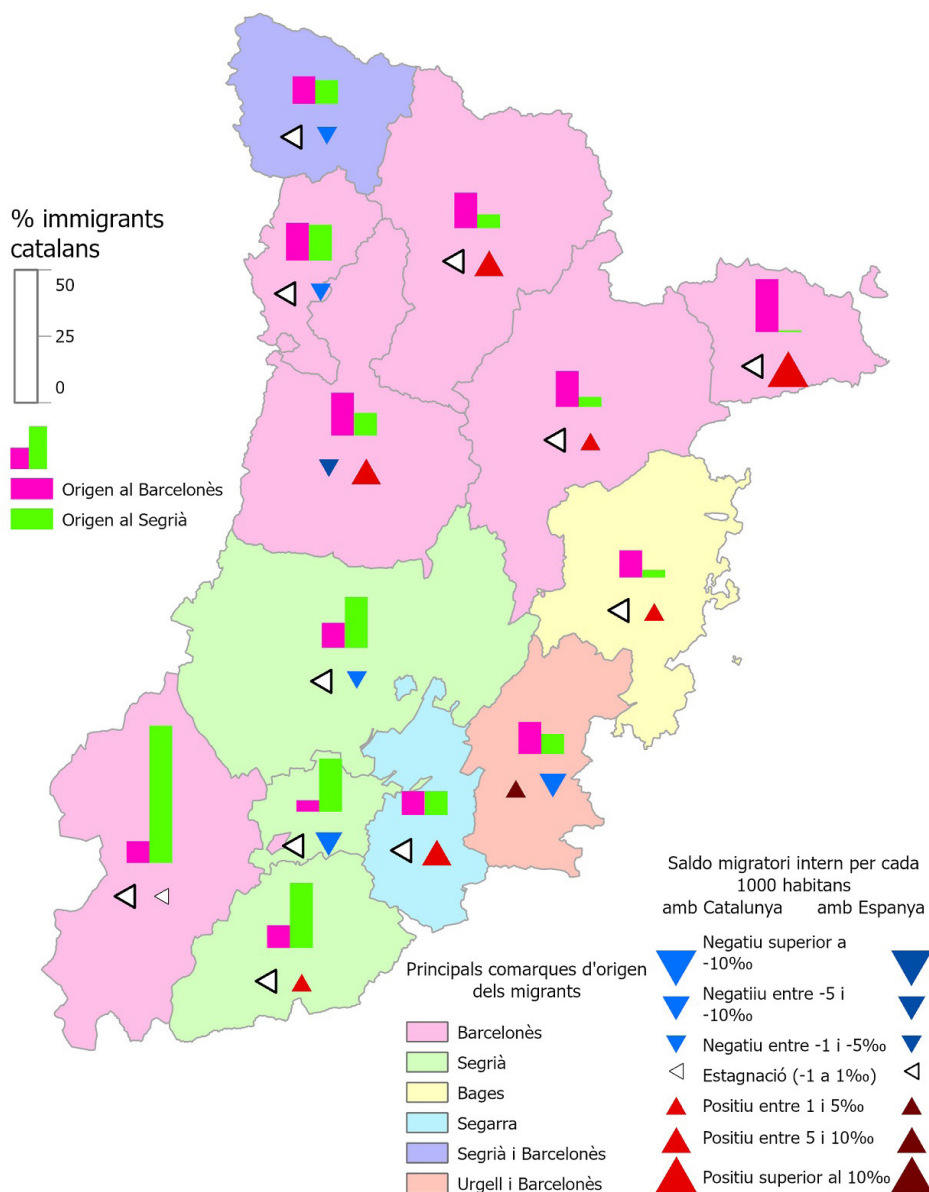 % immigrants
catalans
50
25
0
Origen al Barcelonès
Origen al Segrià
Principals comarques d'origen
dels migrants
Barcelonès
Segrià
Bages
Segarra
Segrià i Barcelonès
Urgell i Barcelonès
Saldo migratori intern per cada
1000 habitans
amb Catalunya amb Espanya
Negatiu superior a
-10‰
Negatiiu entre -5 i
-10‰
Negatiu entre -1 i -5‰
Estagnació (-1 a 1‰)
Positiu entre 1 i 5‰
Positiu entre 5 i 10‰
Positiu superior al 10‰